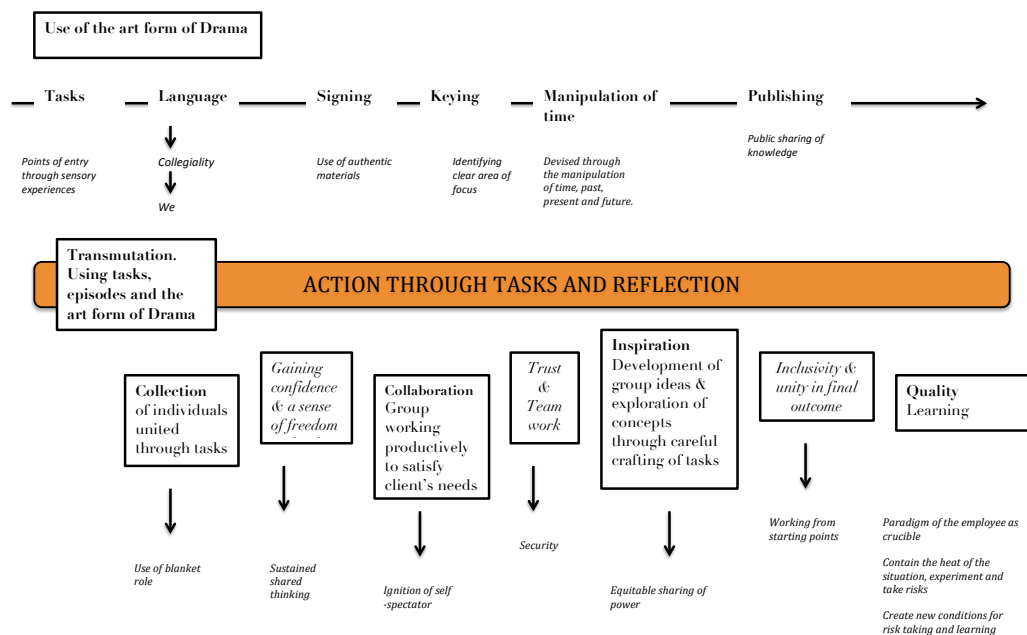 Use of the art form of Drama
Tasks
Language
Signing
Keying
Manipulation of
time
Publishing
Points of entry
through sensory
experiences
Collegiality
We
Use of authentic
materials
Identifying
clear area of
focus
Devised through
the manipulation
of time, past,
present and future.
Public sharing of
knowledge
Transmutation.
Using tasks,
episodes and the
art form of Drama
ACTION THROUGH TASKS AND REFLECTION
Collection
of individuals
united through
tasks
Gaining
confidence
& a sense
of freedom
Collaboration
Group
working
productively
to satisfy
client's needs
Trust
&
Team
work
Inspiration
Development of
group ideas &
exploration of
concepts
through careful
crafting of tasks
Inclusivity &
unity in final
outcome
Quality
Learning
Use of blanket
role
Sustained
shared
thinking
Ignition of self
-spectator
Security
Equitable sharing of
power
Working from
starting points
Paradigm of the employee as
crucible
Contain the heat of the
situation, experiment and
take risks
Create new conditions for
risk taking and learning